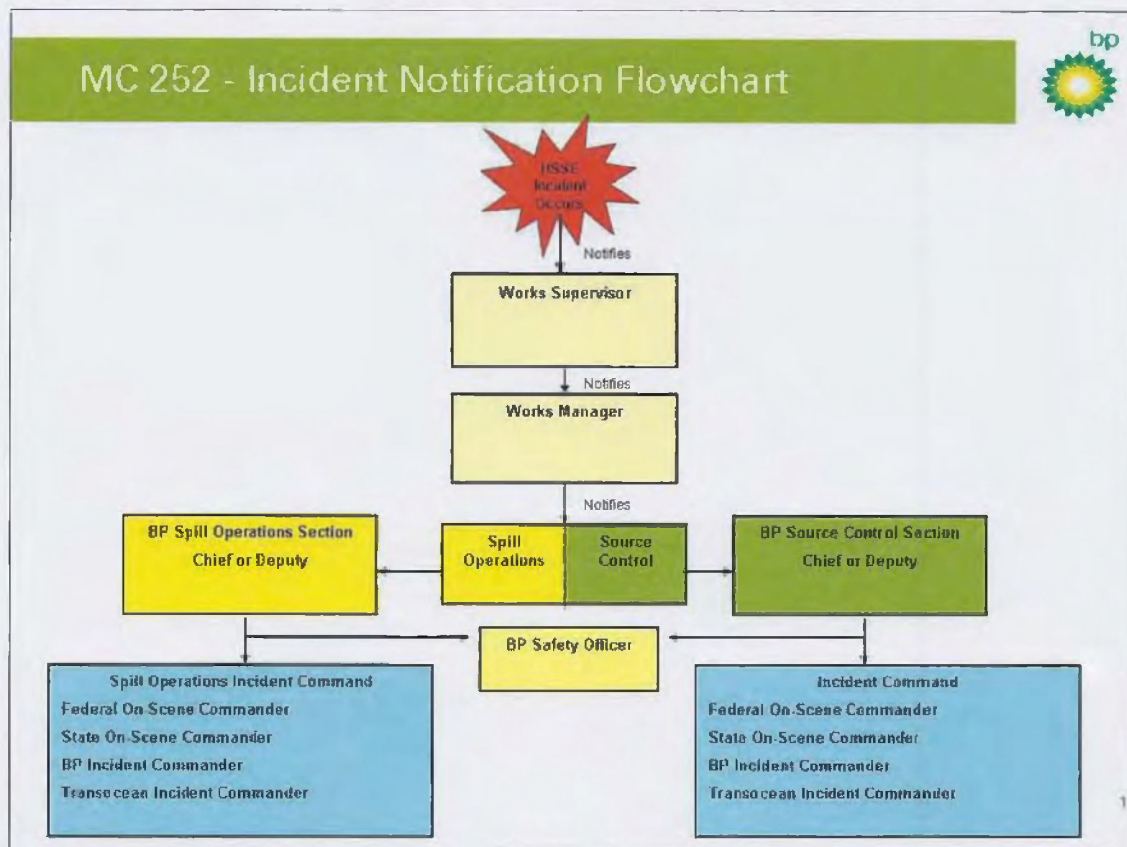 bp
MC 252 - Incident Notification Flowchart
HSSE
Incident
Occurs
Notifies
Works Supervisor
Notifies
Works Manager
Notifies
BP Spill Operations Section
Chief or Deputy
Spill
Operations
Source
Control
BP Source Control Section
Chief or Deputy
BP Safety Officer
Spill Operations Incident Command
Federal On-Scene Commander
State On-Scene Commander
BP Incident Commander
Transocean Incident Commander
Incident Command
Federal On-Scene Commander
State On-Scene Commander
BP Incident Commander
Transocean Incident Commander
1